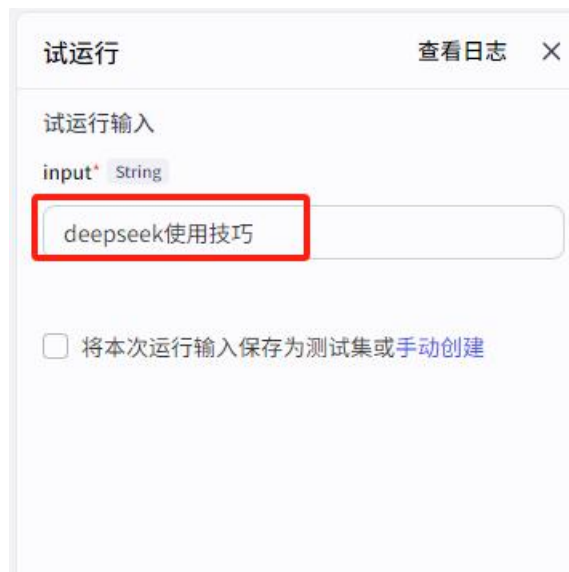 试运行 查看日志 ×
试运行输入
input* String
deepseek使用技巧
将本次运行输入保存为测试集或手动创建